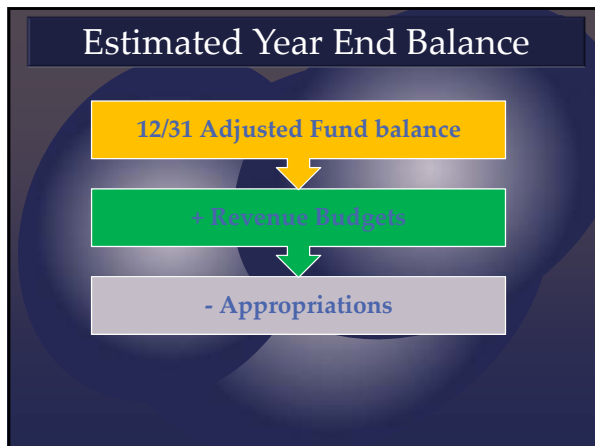 Estimated Year End Balance
12/31 Adjusted Fund balance
+ Revenue Budgets
- Appropriations